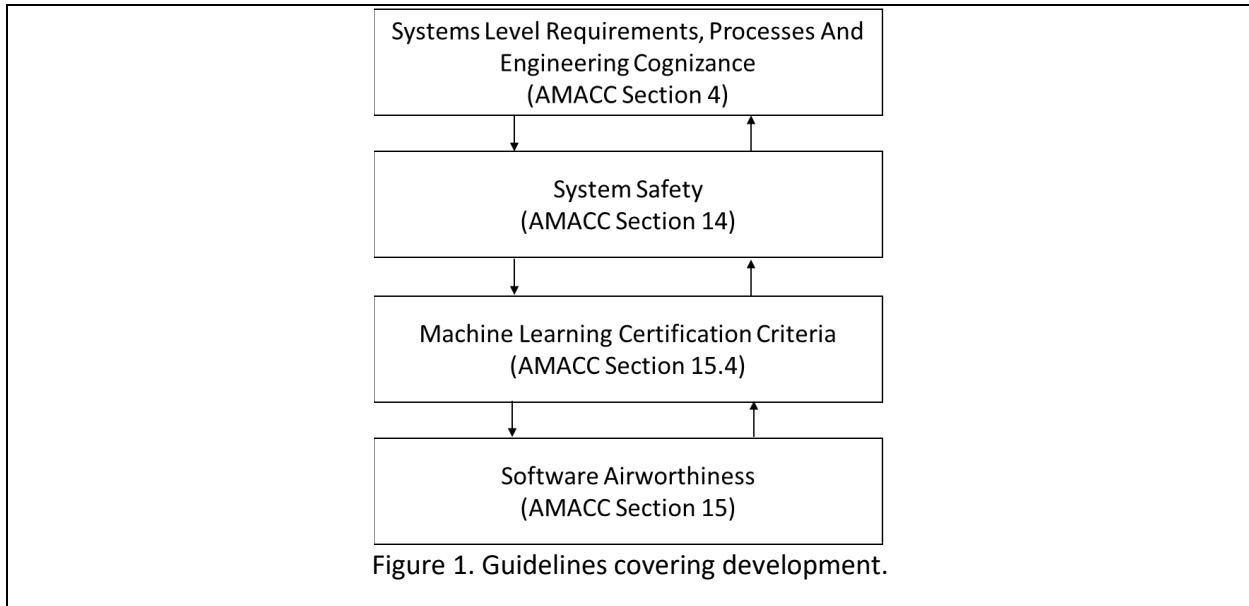 Systems Level Requirements, Processes And
Engineering Cognizance
(AMACC Section 4)
System Safety
(AMACC Section 14)
Machine Learning Certification Criteria
(AMACC Section 15.4)
Software Airworthiness
(AMACC Section 15)
Figure 1. Guidelines covering development.